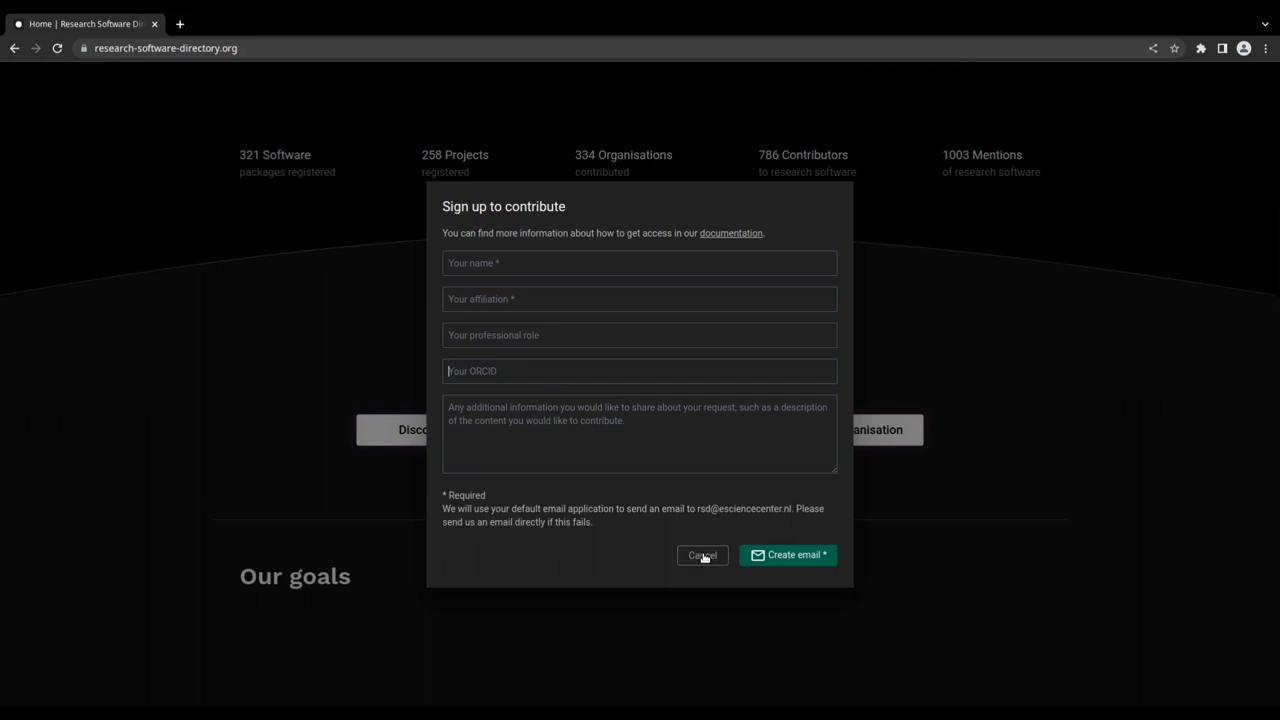 Home | Research Software Dir
research-software-directory.org
321 Software
packages registered
258 Projects
registered
334 Organisations
contributed
786 Contributors
to research software
1003 Mentions
of research software
Sign up to contribute
You can find more information about how to get access in our documentation.
Your name *
Your affiliation *
Your professional role
Your ORCID
Any additional information you would like to share about your request, such as a description
of the content you would like to contribute.
Disco
anisation
* Required
We will use your default email application to send an email to rsd@esciencecenter.nl. Please
send us an email directly if this fails.
Cancel
Create email *
Our goals